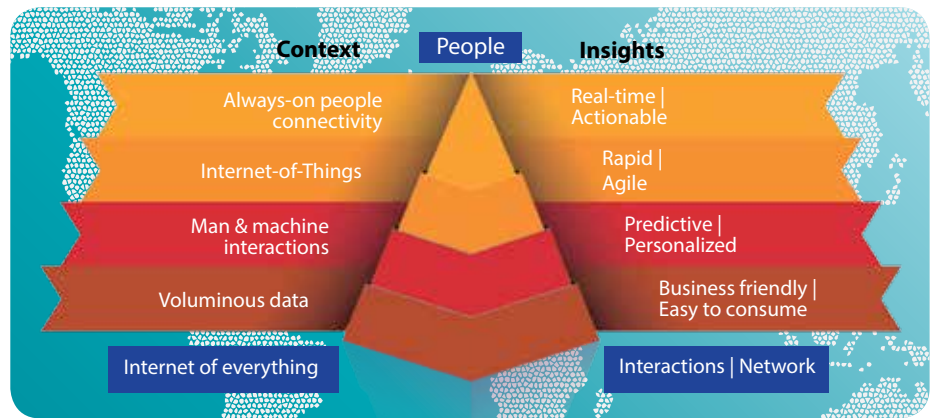 Context
People
Insights
Always-on people
connectivity
Real-time |
Actionable
Internet-of-Things
Rapid |
Agile
Man & machine
interactions
Predictive |
Personalized
Voluminous data
Business friendly |
Easy to consume
Internet of everything
Interactions | Network